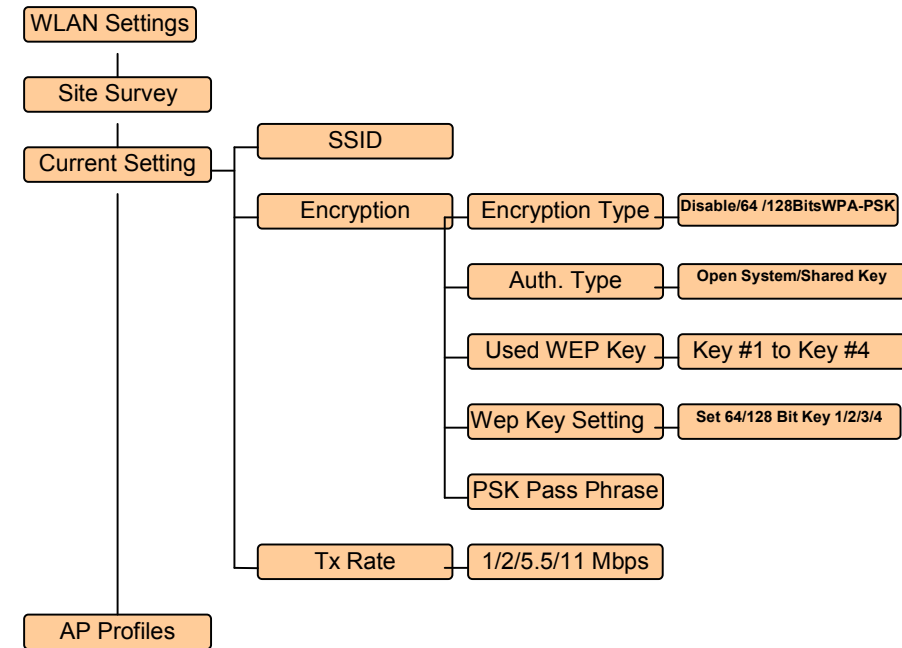 WLAN Settings
Site Survey
Current Setting
SSID
Encryption
Encryption Type
Disable/64 /128BitsWPA-PSK
Auth. Type
Open System/Shared Key
Used WEP Key
Key #1 to Key #4
Wep Key Setting
Set 64/128 Bit Key 1/2/3/4
PSK Pass Phrase
Tx Rate
1/2/5.5/11 Mbps
AP Profiles